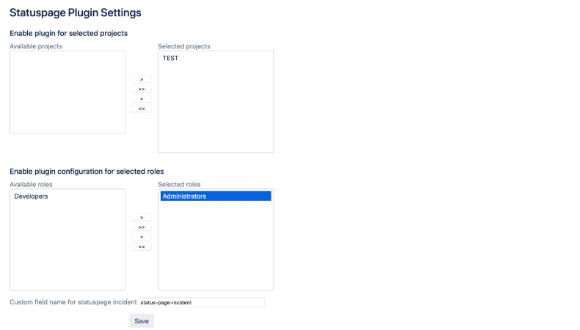 Statuspage Plugin Settings
Enable plugin for selected projects
Available projects
Selected projects
TEST
>
>>
<
<<
Enable plugin configuration for selected roles
Available roles
Selected roles
Developers
Administrators
>
>>
<
<<
Custom field name for statuspage incident status-page-incident
Save